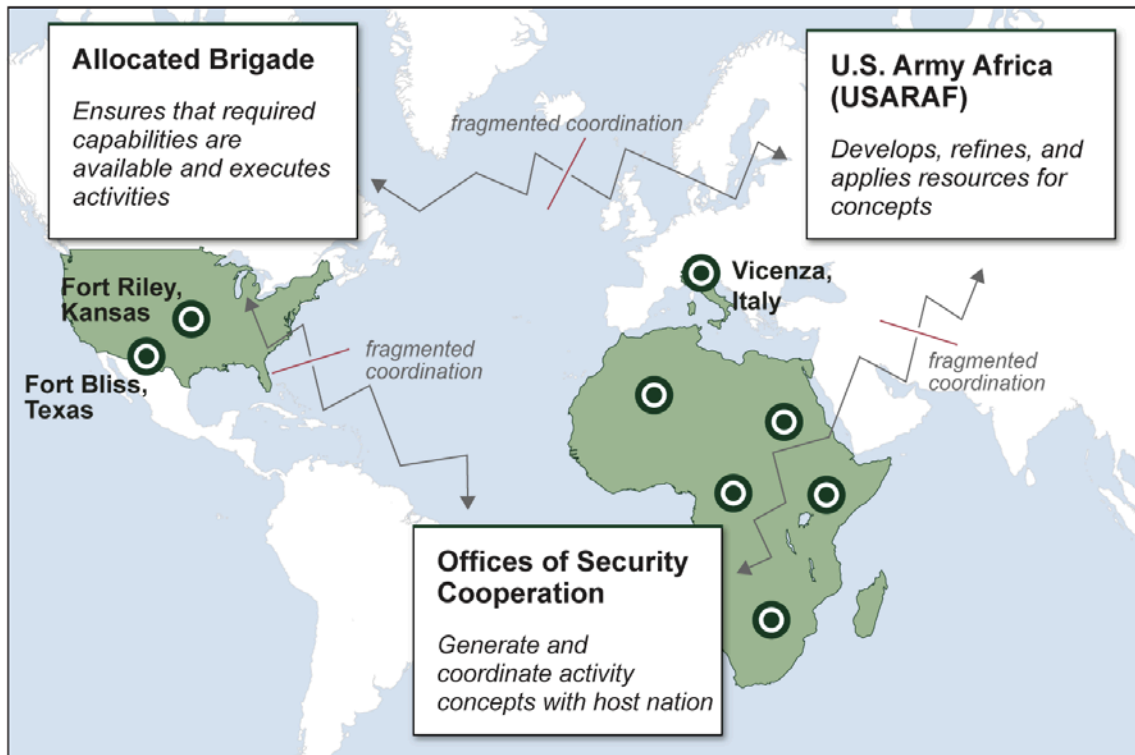 Allocated Brigade
Ensures that required
capabilities are
available and executes
activities
fragmented coordination
U.S. Army Africa
(USARAF)
Develops, refines, and
applies resources for
concepts
Fort Riley,
Kansas
Fort Bliss,
Texas
fragmented
coordination
Vicenza,
Italy
fragmented
coordination
Offices of Security
Cooperation
Generate and
coordinate activity
concepts with host nation